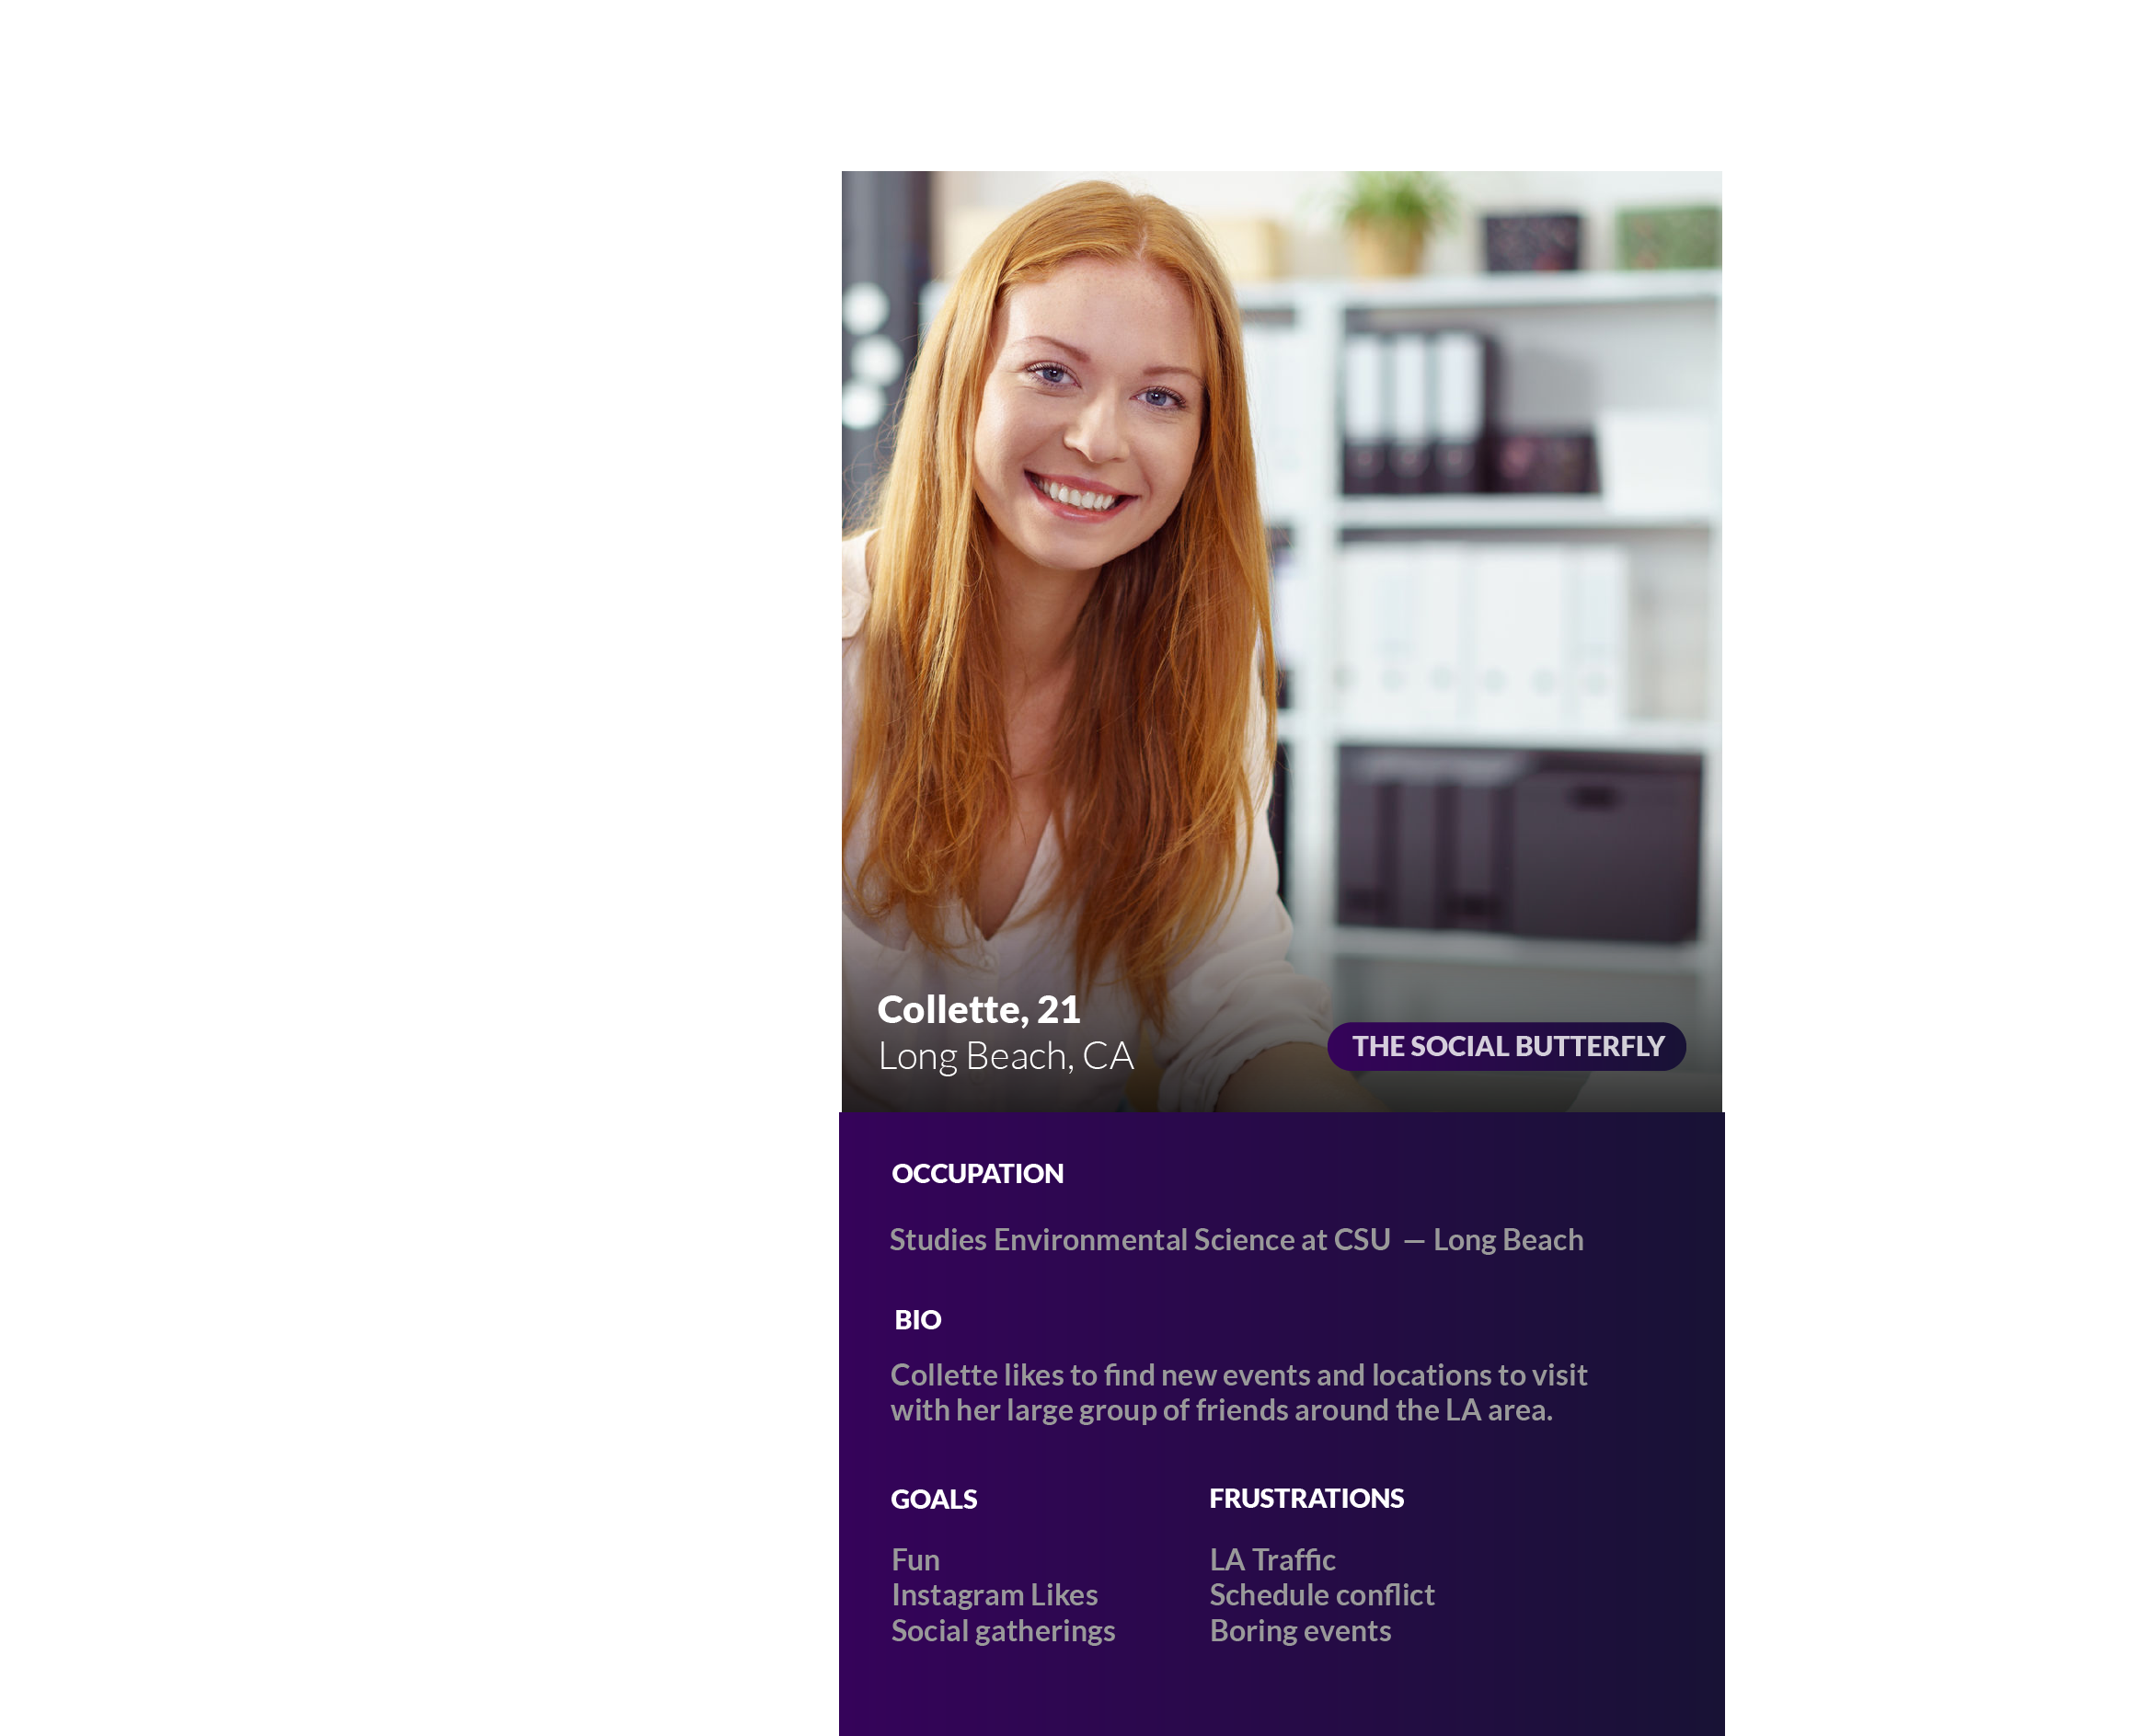 Collette, 21
Long Beach, CA
THE SOCIAL BUTTERFLY
OCCUPATION
Studies Environmental Science at CSU — Long Beach
BIO
Collette likes to find new events and locations to visit
with her large group of friends around the LA area.
GOALS
Fun
Instagram Likes
Social gatherings
FRUSTRATIONS
LA Traffic
Schedule conflict
Boring events